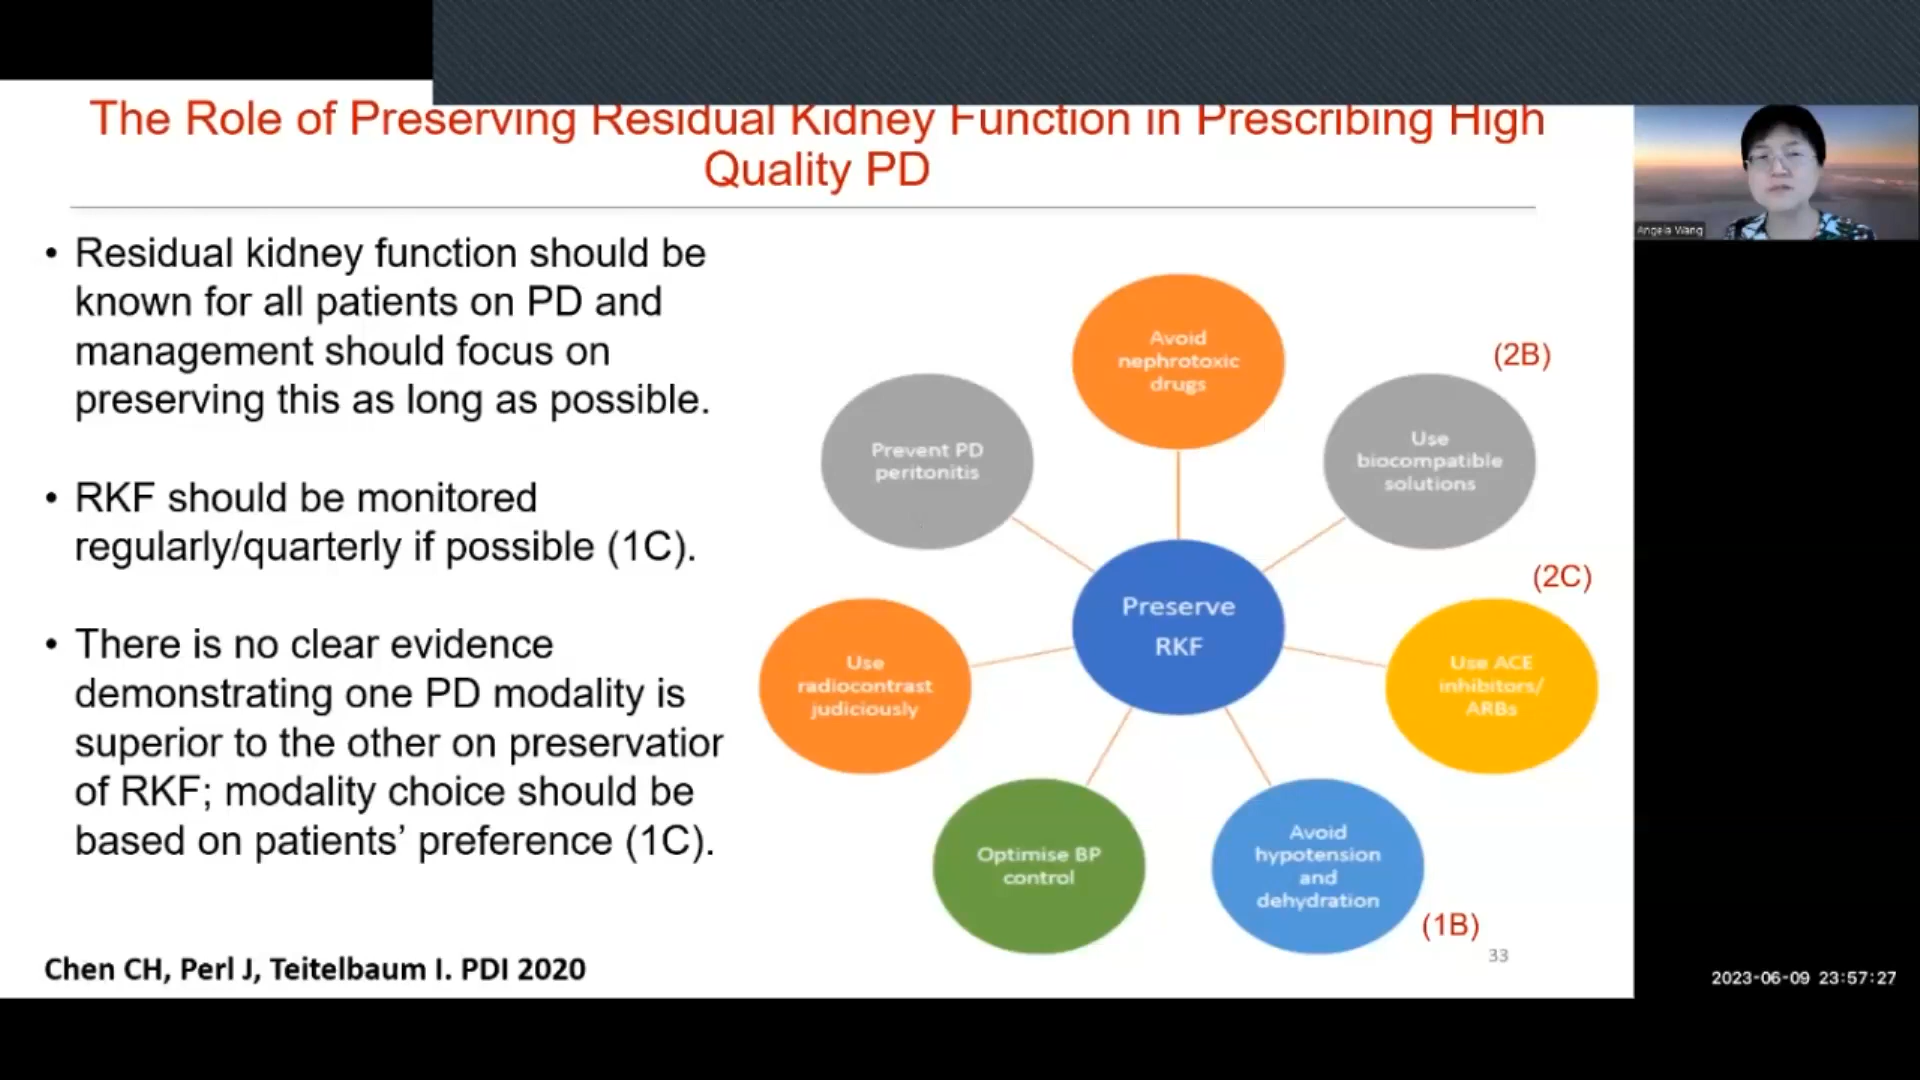 The Role of Preserving Residual Kidney Function in Prescribing High
Quality PD
• Residual kidney function should be
known for all patients on PD and
management should focus on
preserving this as long as possible.
• RKF should be monitored
regularly/quarterly if possible (1C).
• There is no clear evidence
demonstrating one PD modality is
superior to the other on preservation
of RKF; modality choice should be
based on patients’ preference (1C).
Chen CH, Perl J, Teitelbaum I. PDI 2020
Avoid
nephrotoxic
drugs
(2B)
Use
biocompatible
solutions
Prevent PD
peritonitis
(2C)
Preserve
RKF
Use ACE
inhibitors/
ARBs
Use
radiocontrast
judiciously
Optimise BP
control
Avoid
hypotension
and
dehydration
(1B)
33
Angela Wang
2023-06-09 23:57:27